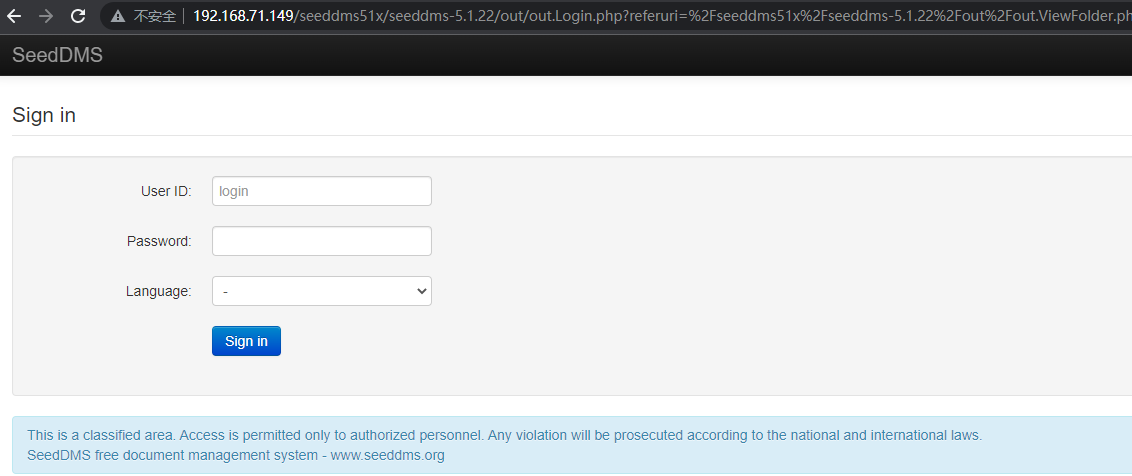 不安全 192.168.71.149/seeddms51x/seeddms-5.1.22/out/out.Login.php?referuri=%2Fseeddms51x%2Fseeddms-5.1.22%2Fout%2Fout.ViewFolder.ph
SeedDMS
Sign in
User ID: login
Password:
Language: -
Sign in
This is a classified area. Access is permitted only to authorized personnel. Any violation will be prosecuted according to the national and international laws.
SeedDMS free document management system - www.seeddms.org